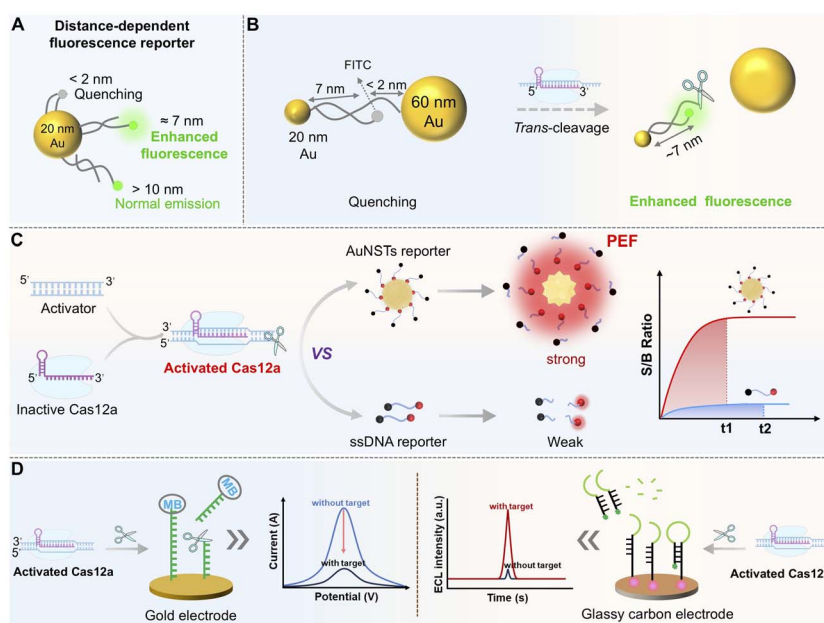 A
Distance-dependent
fluorescence reporter
< 2 nm
Quenching
20 nm
Au
≈ 7 nm
Enhanced
fluorescence
> 10 nm
Normal emission
B
FITC
7 nm
< 2 nm
60 nm
Au
20 nm
Au
Quenching
5'
3'
Trans-cleavage
~7 nm
Enhanced fluorescence
C
5'
3'
Activator
5'
3'
Inactive Cas12a
3'
5'
Activated Cas12a
VS
AuNSTs reporter
PEF
strong
ssDNA reporter
Weak
S/B Ratio
t1
t2
D
3'
5'
Activated Cas12a
MB
MB
Gold electrode
Current (A)
without target
with target
Potential (V)
ECL intensity (a.u.)
with target
without target
Time (s)
Glassy carbon electrode
Activated Cas12